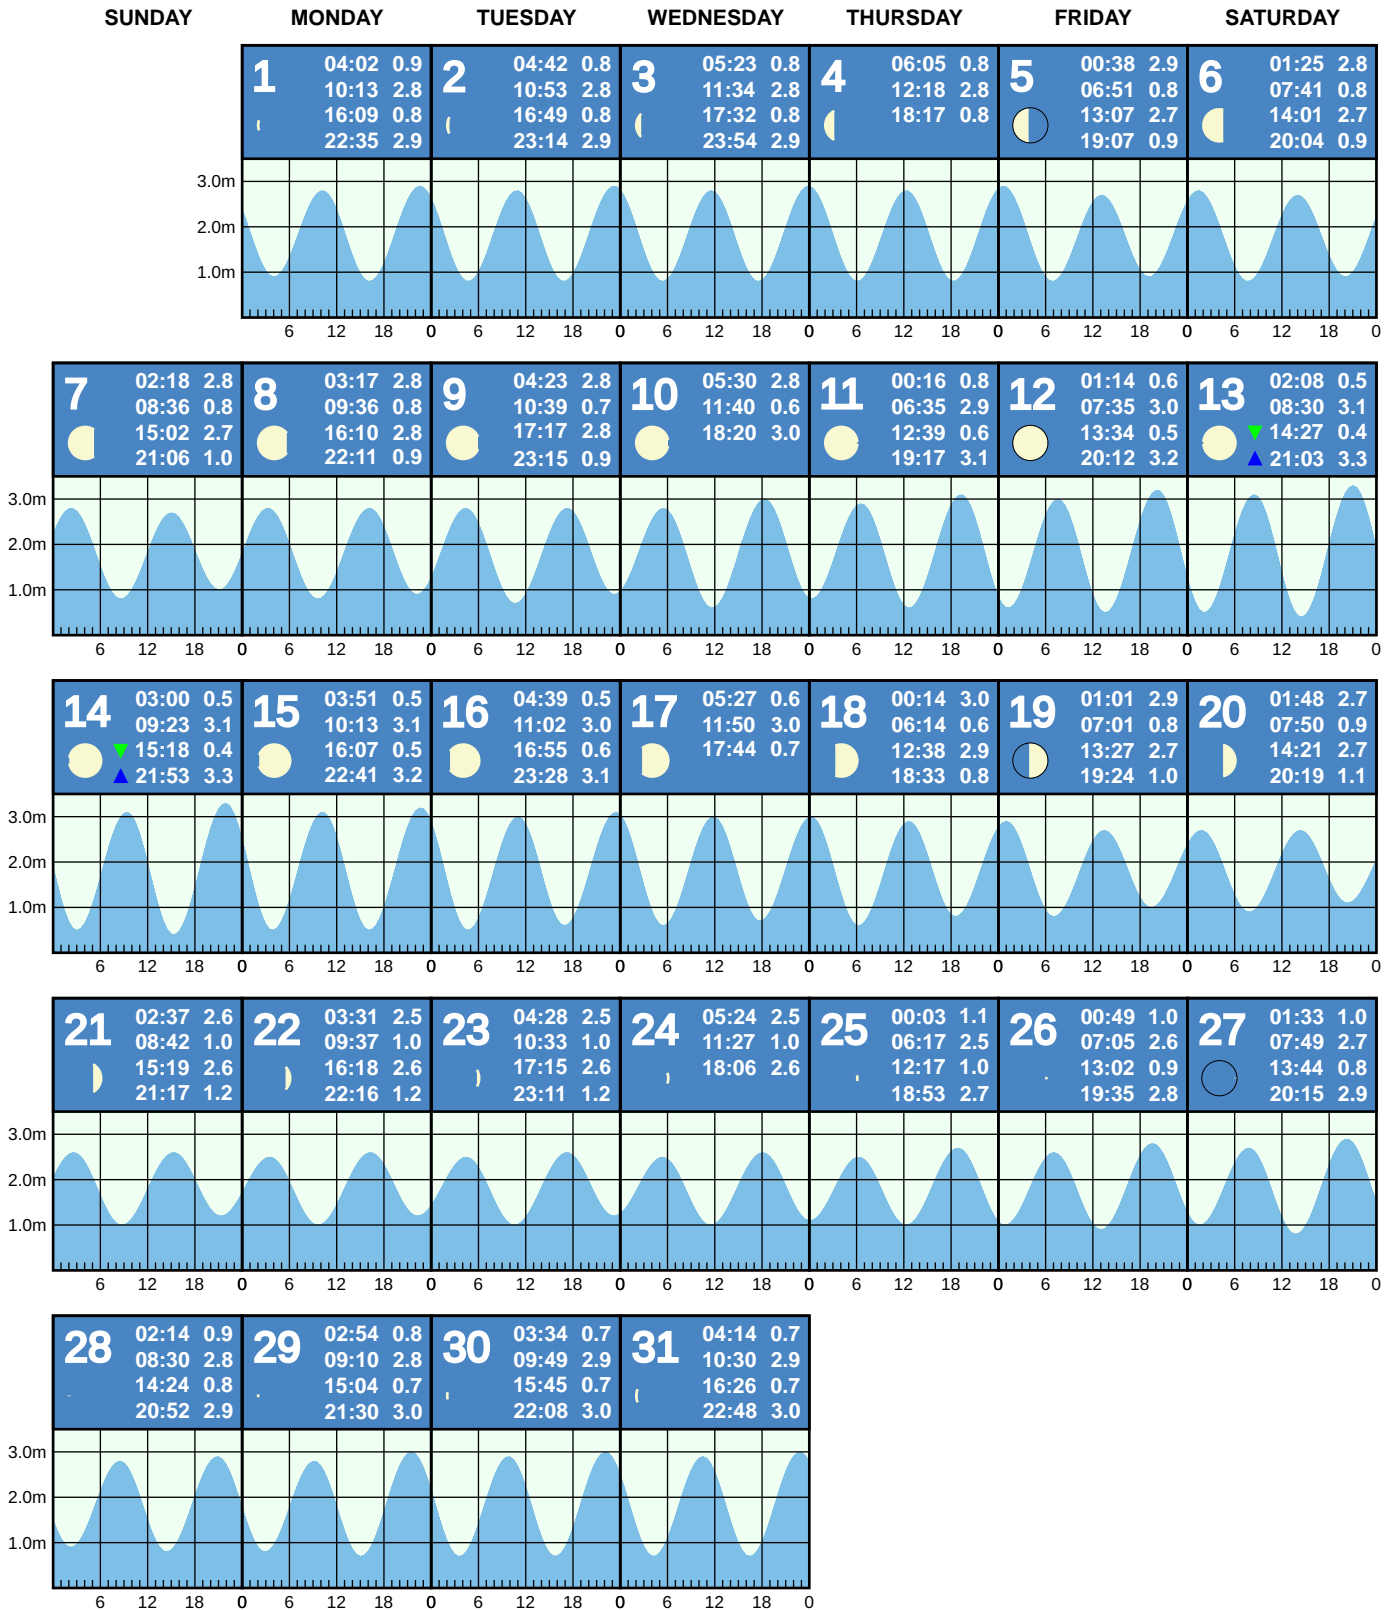 SUNDAY MONDAY TUESDAY WEDNESDAY THURSDAY FRIDAY SATURDAY
1 04:02 0.9
10:13 2.8
16:09 0.8
22:35 2.9
2 04:42 0.8
10:53 2.8
16:49 0.8
23:14 2.9
3 05:23 0.8
11:34 2.8
17:32 0.8
23:54 2.9
4 06:05 0.8
12:18 2.8
18:17 0.8
5 00:38 2.9
06:51 0.8
13:07 2.7
19:07 0.9
6 01:25 2.8
07:41 0.8
14:01 2.7
20:04 0.9
3.0m
2.0m
1.0m
6 12 18 0 6 12 18 0 6 12 18 0 6 12 18 0 6 12 18 0 6 12 18 0
7 02:18 2.8
08:36 0.8
15:02 2.7
21:06 1.0
8 03:17 2.8
09:36 0.8
16:10 2.8
22:11 0.9
9 04:23 2.8
10:39 0.7
17:17 2.8
23:15 0.9
10 05:30 2.8
11:40 0.6
18:20 3.0
11 00:16 0.8
06:35 2.9
12:39 0.6
19:17 3.1
12 01:14 0.6
07:35 3.0
13:34 0.5
20:12 3.2
13 02:08 0.5
08:30 3.1
14:27 0.4
21:03 3.3
3.0m
2.0m
1.0m
6 12 18 0 6 12 18 0 6 12 18 0 6 12 18 0 6 12 18 0 6 12 18 0 6 12 18 0
14 03:00 0.5
09:23 3.1
15:18 0.4
21:53 3.3
15 03:51 0.5
10:13 3.1
16:07 0.5
22:41 3.2
16 04:39 0.5
11:02 3.0
16:55 0.6
23:28 3.1
17 05:27 0.6
11:50 3.0
17:44 0.7
18 00:14 3.0
06:14 0.6
12:38 2.9
18:33 0.8
19 01:01 2.9
07:01 0.8
13:27 2.7
19:24 1.0
20 01:48 2.7
07:50 0.9
14:21 2.7
20:19 1.1
3.0m
2.0m
1.0m
6 12 18 0 6 12 18 0 6 12 18 0 6 12 18 0 6 12 18 0 6 12 18 0 6 12 18 0
21 02:37 2.6
08:42 1.0
15:19 2.6
21:17 1.2
22 03:31 2.5
09:37 1.0
16:18 2.6
22:16 1.2
23 04:28 2.5
10:33 1.0
17:15 2.6
23:11 1.2
24 05:24 2.5
11:27 1.0
18:06 2.6
25 00:03 1.1
06:17 2.5
12:17 1.0
18:53 2.7
26 00:49 1.0
07:05 2.6
13:02 0.9
19:35 2.8
27 01:33 1.0
07:49 2.7
13:44 0.8
20:15 2.9
3.0m
2.0m
1.0m
6 12 18 0 6 12 18 0 6 12 18 0 6 12 18 0 6 12 18 0 6 12 18 0 6 12 18 0
28 02:14 0.9
08:30 2.8
14:24 0.8
20:52 2.9
29 02:54 0.8
09:10 2.8
15:04 0.7
21:30 3.0
30 03:34 0.7
09:49 2.9
15:45 0.7
22:08 3.0
31 04:14 0.7
10:30 2.9
16:26 0.7
22:48 3.0
3.0m
2.0m
1.0m
6 12 18 0 6 12 18 0 6 12 18 0 6 12 18 0